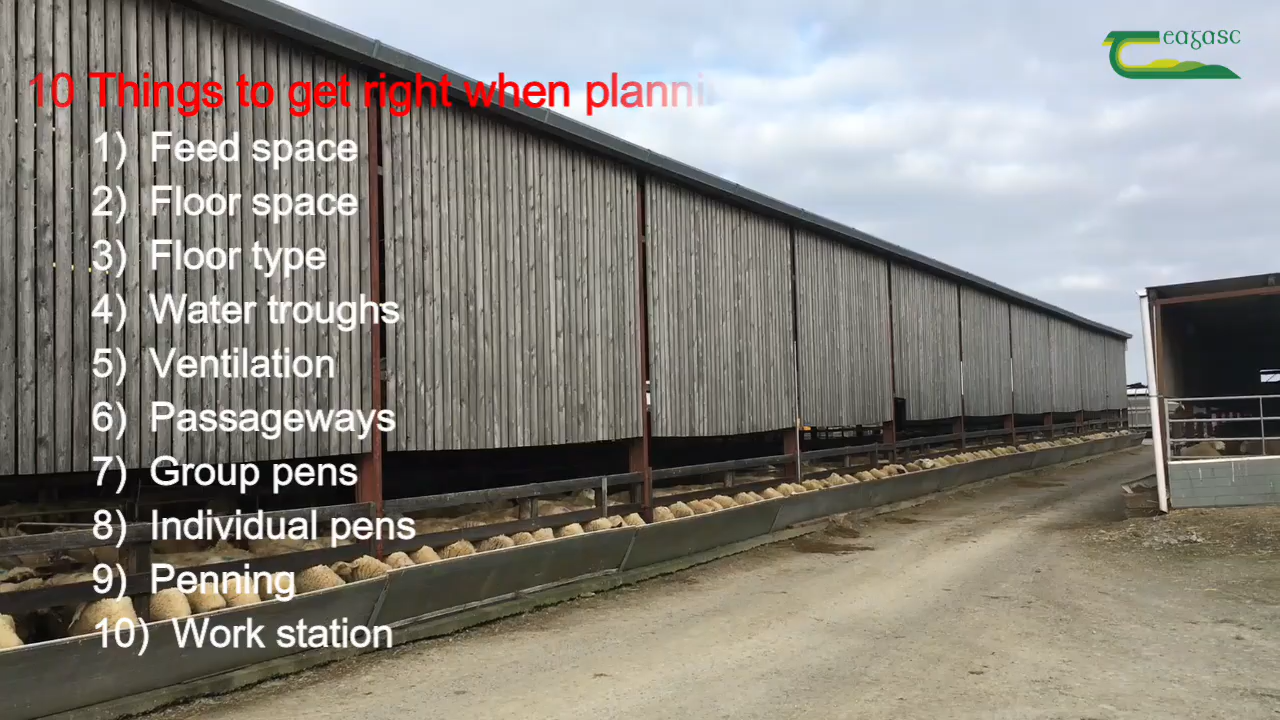 eagasc
10 Things to get right when planni
1) Feed space
2) Floor space
3) Floor type
4) Water troughs
5) Ventilation
6) Passageways
7) Group pens
8) Individual pens
9) Penning
10) Work station